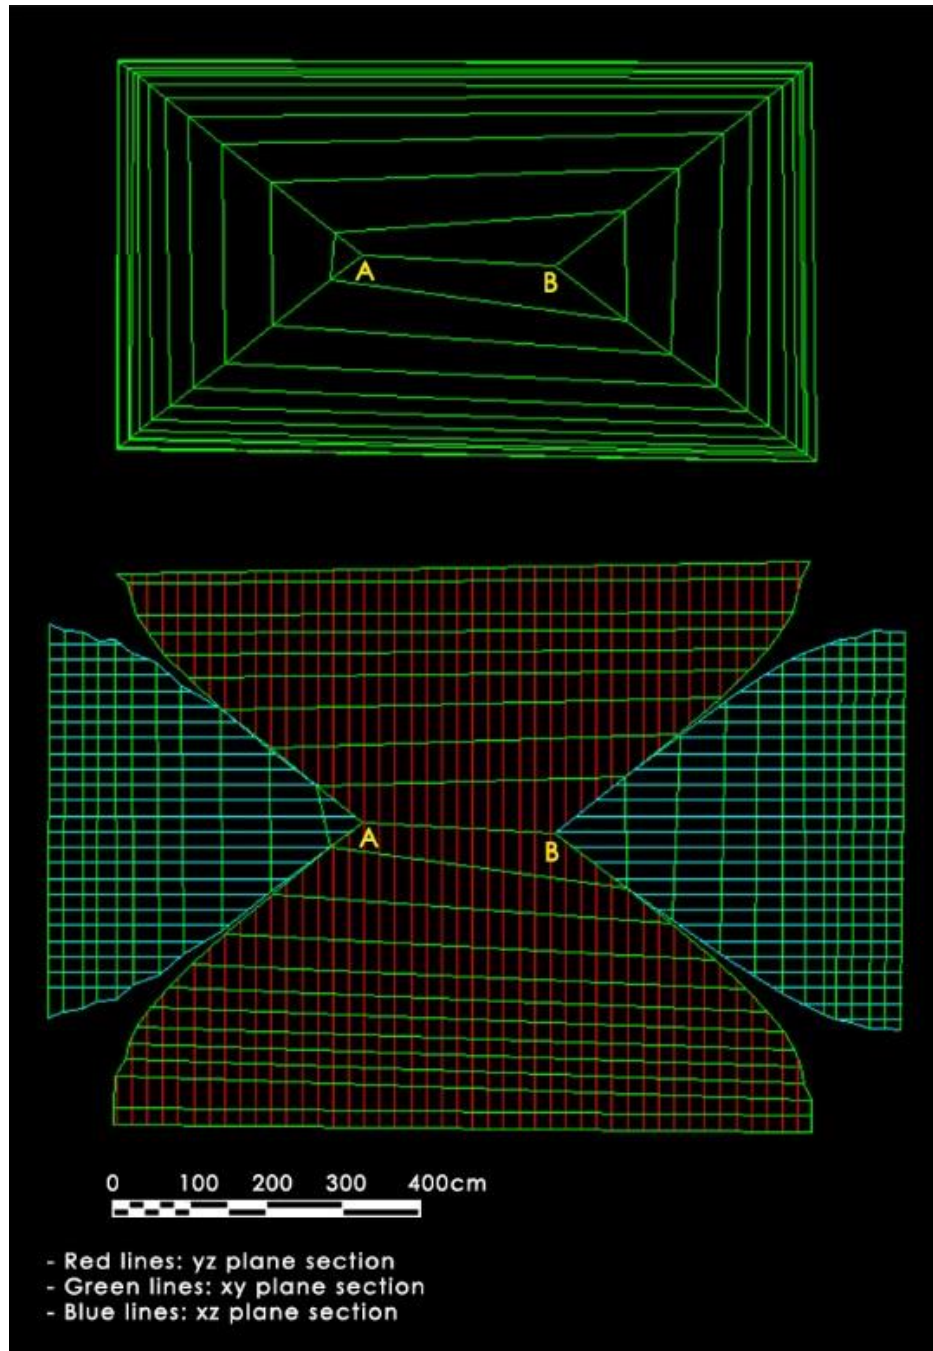 A
B
A
B
0 100 200 300 400cm
- Red lines: yz plane section
- Green lines: xy plane section
- Blue lines: xz plane section